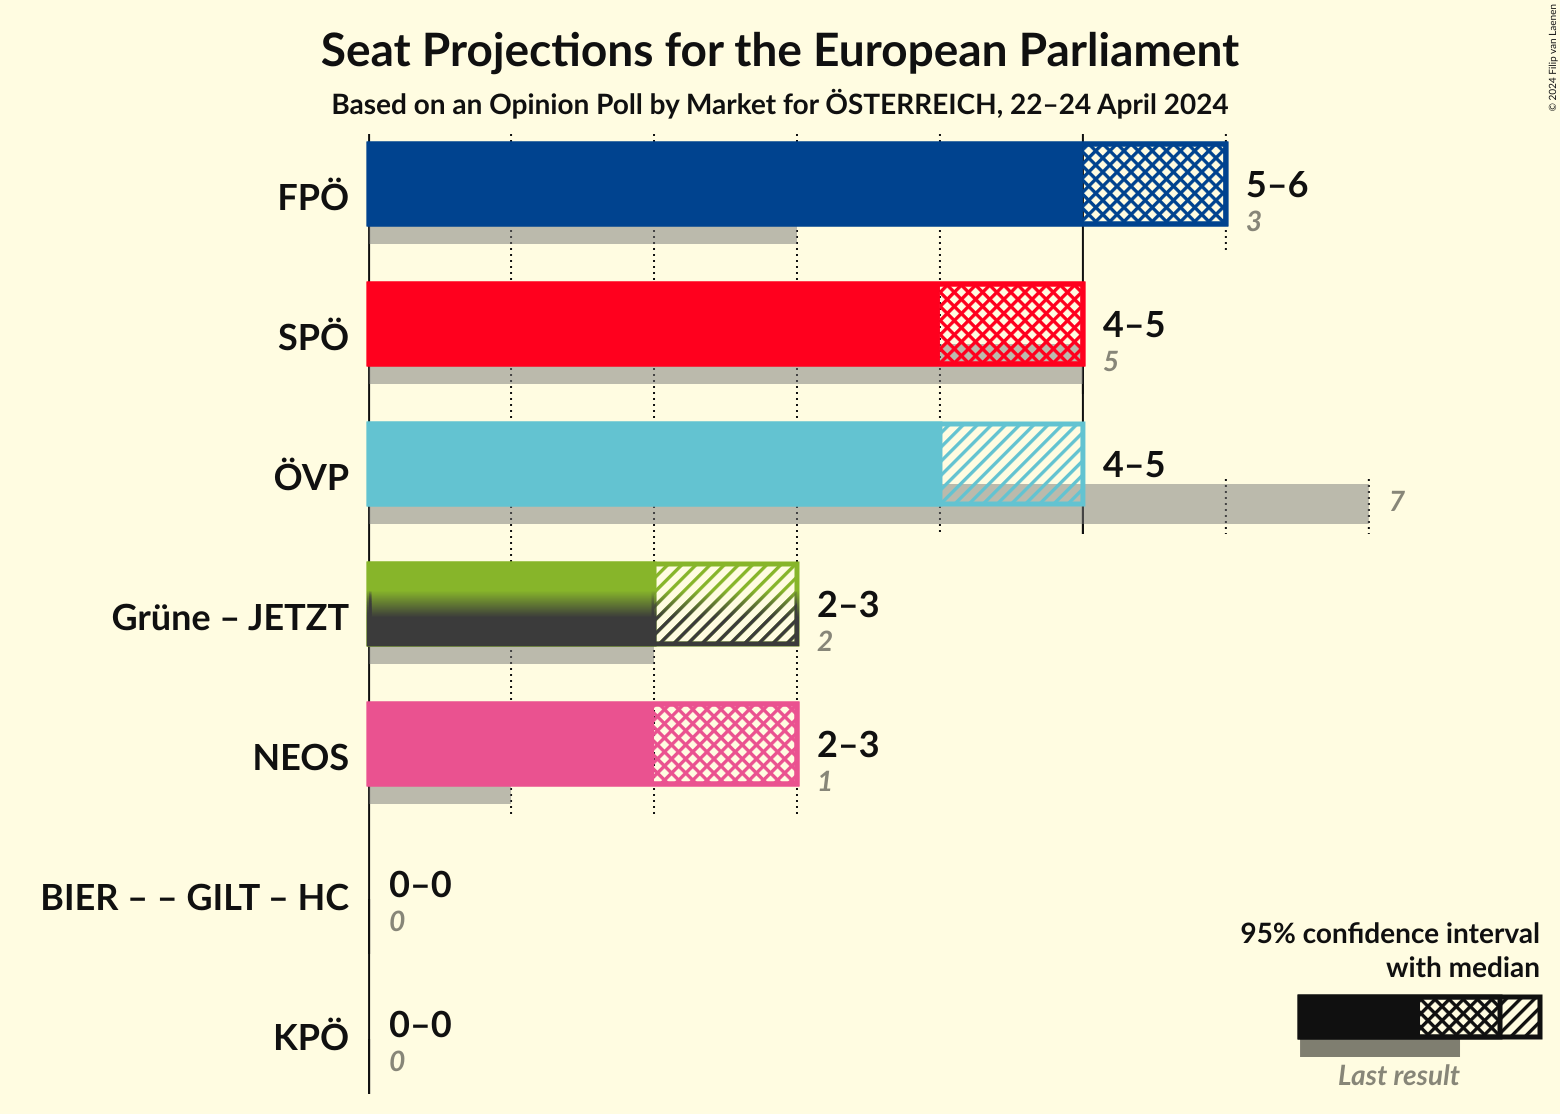 Seat Projections for the European Parliament
Based on an Opinion Poll by Market for ÖSTERREICH, 22–24 April 2024
© 2024 Filip van Laenen
FPÖ
5–6
3
SPÖ
4–5
5
ÖVP
4–5
7
Grüne – JETZT
2–3
2
NEOS
2–3
1
BIER – – GILT – HC
0–0
0
KPÖ
0–0
0
95% confidence interval
with median
Last result